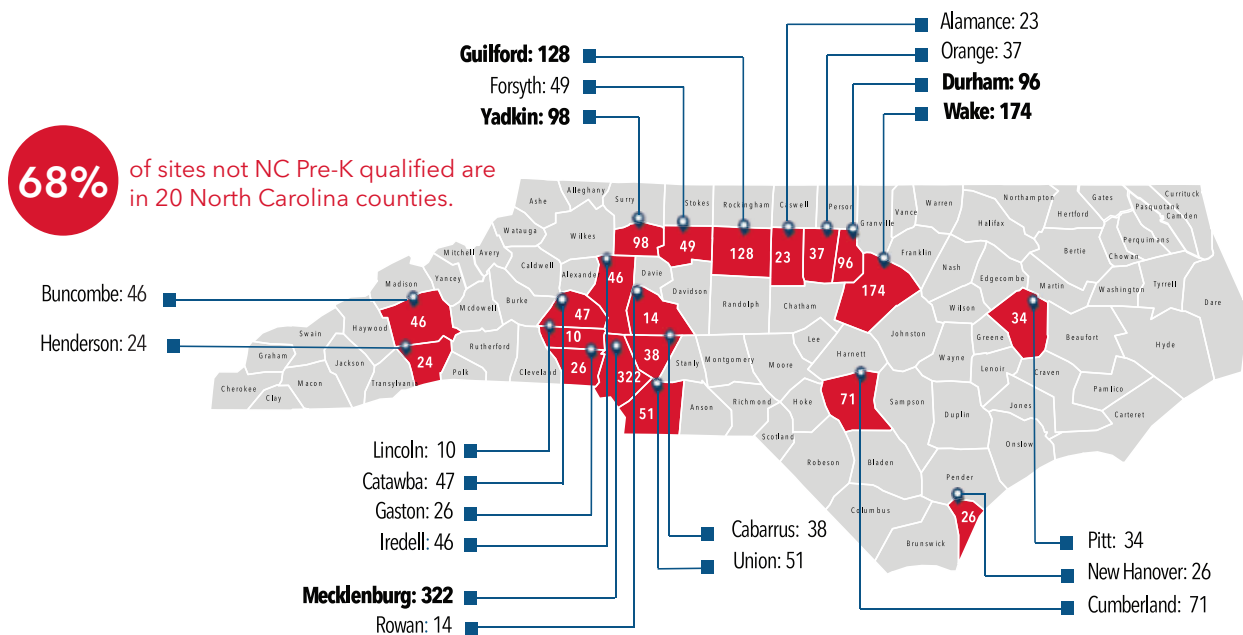 Guilford: 128
Forsyth: 49
Yadkin: 98
Alamance: 23
Orange: 37
Durham: 96
Wake: 174
68%
of sites not NC Pre-K qualified are
in 20 North Carolina counties.
Buncombe: 46
Henderson: 24
Ashe
Alleghany
Surry
Stokes
Rockingham
Caswell
Person
Granville
Vance
Warren
Northampton
Gates
Currituck
Pasquotank
Camden
Hertford
Halifax
Perquimans
Chowan
Bertie
Watauga
Wilkes
98
49
128
23
37
96
Franklin
Nash
Edgecombe
Martin
Washington
Tyrrell
Dare
Mitchell
Avery
Caldwell
Alexander
46
Davie
Davidson
Randolph
Chatham
174
Wilson
Madison
Yancey
Mcdowell
Burke
47
14
34
Greene
Beaufort
Hyde
46
Haywood
Swain
10
38
Stanly
Montgomery
Moore
Lee
Harnett
Johnston
Wayne
Lenoir
Craven
Pamlico
Graham
Jackson
24
Rutherford
Cleveland
26
322
Cherokee
Clay
Macon
Transylvania
Polk
51
Anson
Richmond
Hoke
71
Sampson
Duplin
Jones
Carteret
Scotland
Robeson
Bladen
Onslow
Pender
Columbus
26
Brunswick
Lincoln: 10
Catawba: 47
Gaston: 26
Iredell: 46
Mecklenburg: 322
Rowan: 14
Cabarrus: 38
Union: 51
Pitt: 34
New Hanover: 26
Cumberland: 71